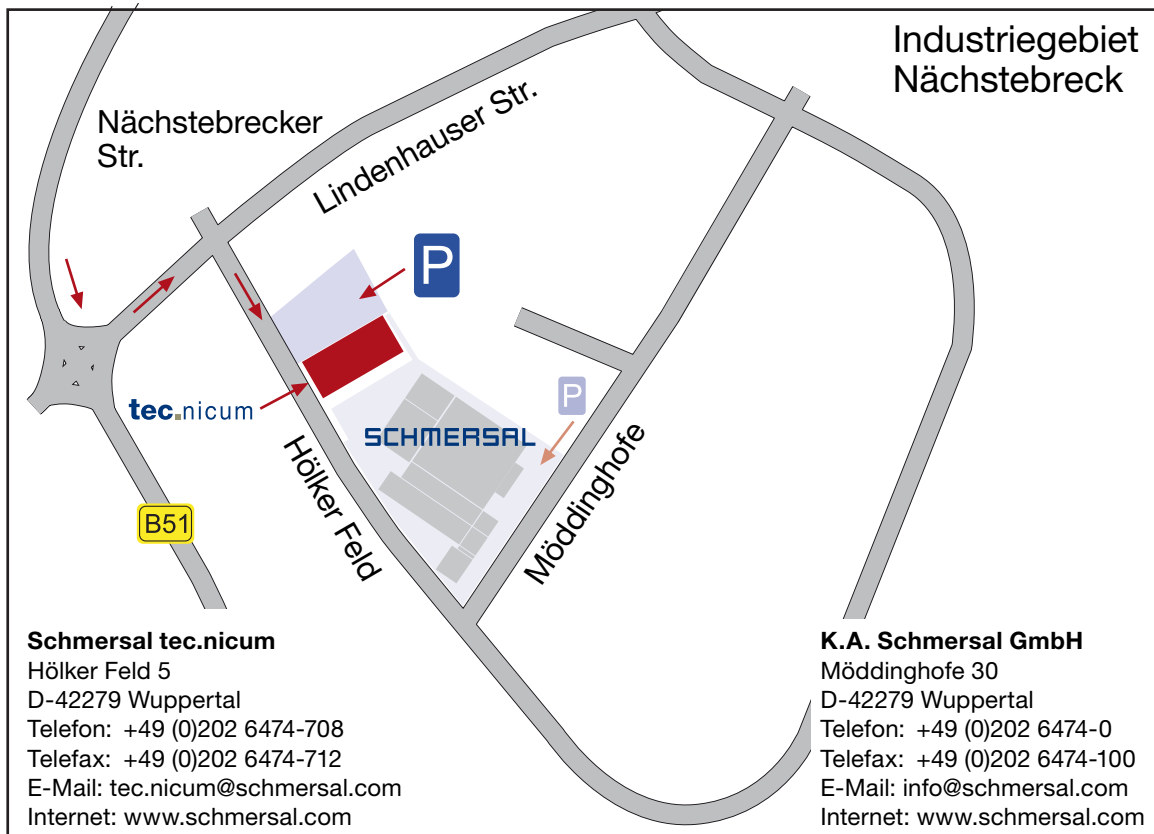 Industriegebiet
Nächstebreck
Nächstebrecker
Str.
Lindenhauser Str.
P
tec.nicum
P
SCHMERSAL
Hölker Feld
Möddinghofe
B51
Schmersal tec.nicum
Hölker Feld 5
D-42279 Wuppertal
Telefon: +49 (0)202 6474-708
Telefax: +49 (0)202 6474-712
E-Mail: tec.nicum@schmersal.com
Internet: www.schmersal.com
K.A. Schmersal GmbH
Möddinghofe 30
D-42279 Wuppertal
Telefon: +49 (0)202 6474-0
Telefax: +49 (0)202 6474-100
E-Mail: info@schmersal.com
Internet: www.schmersal.com